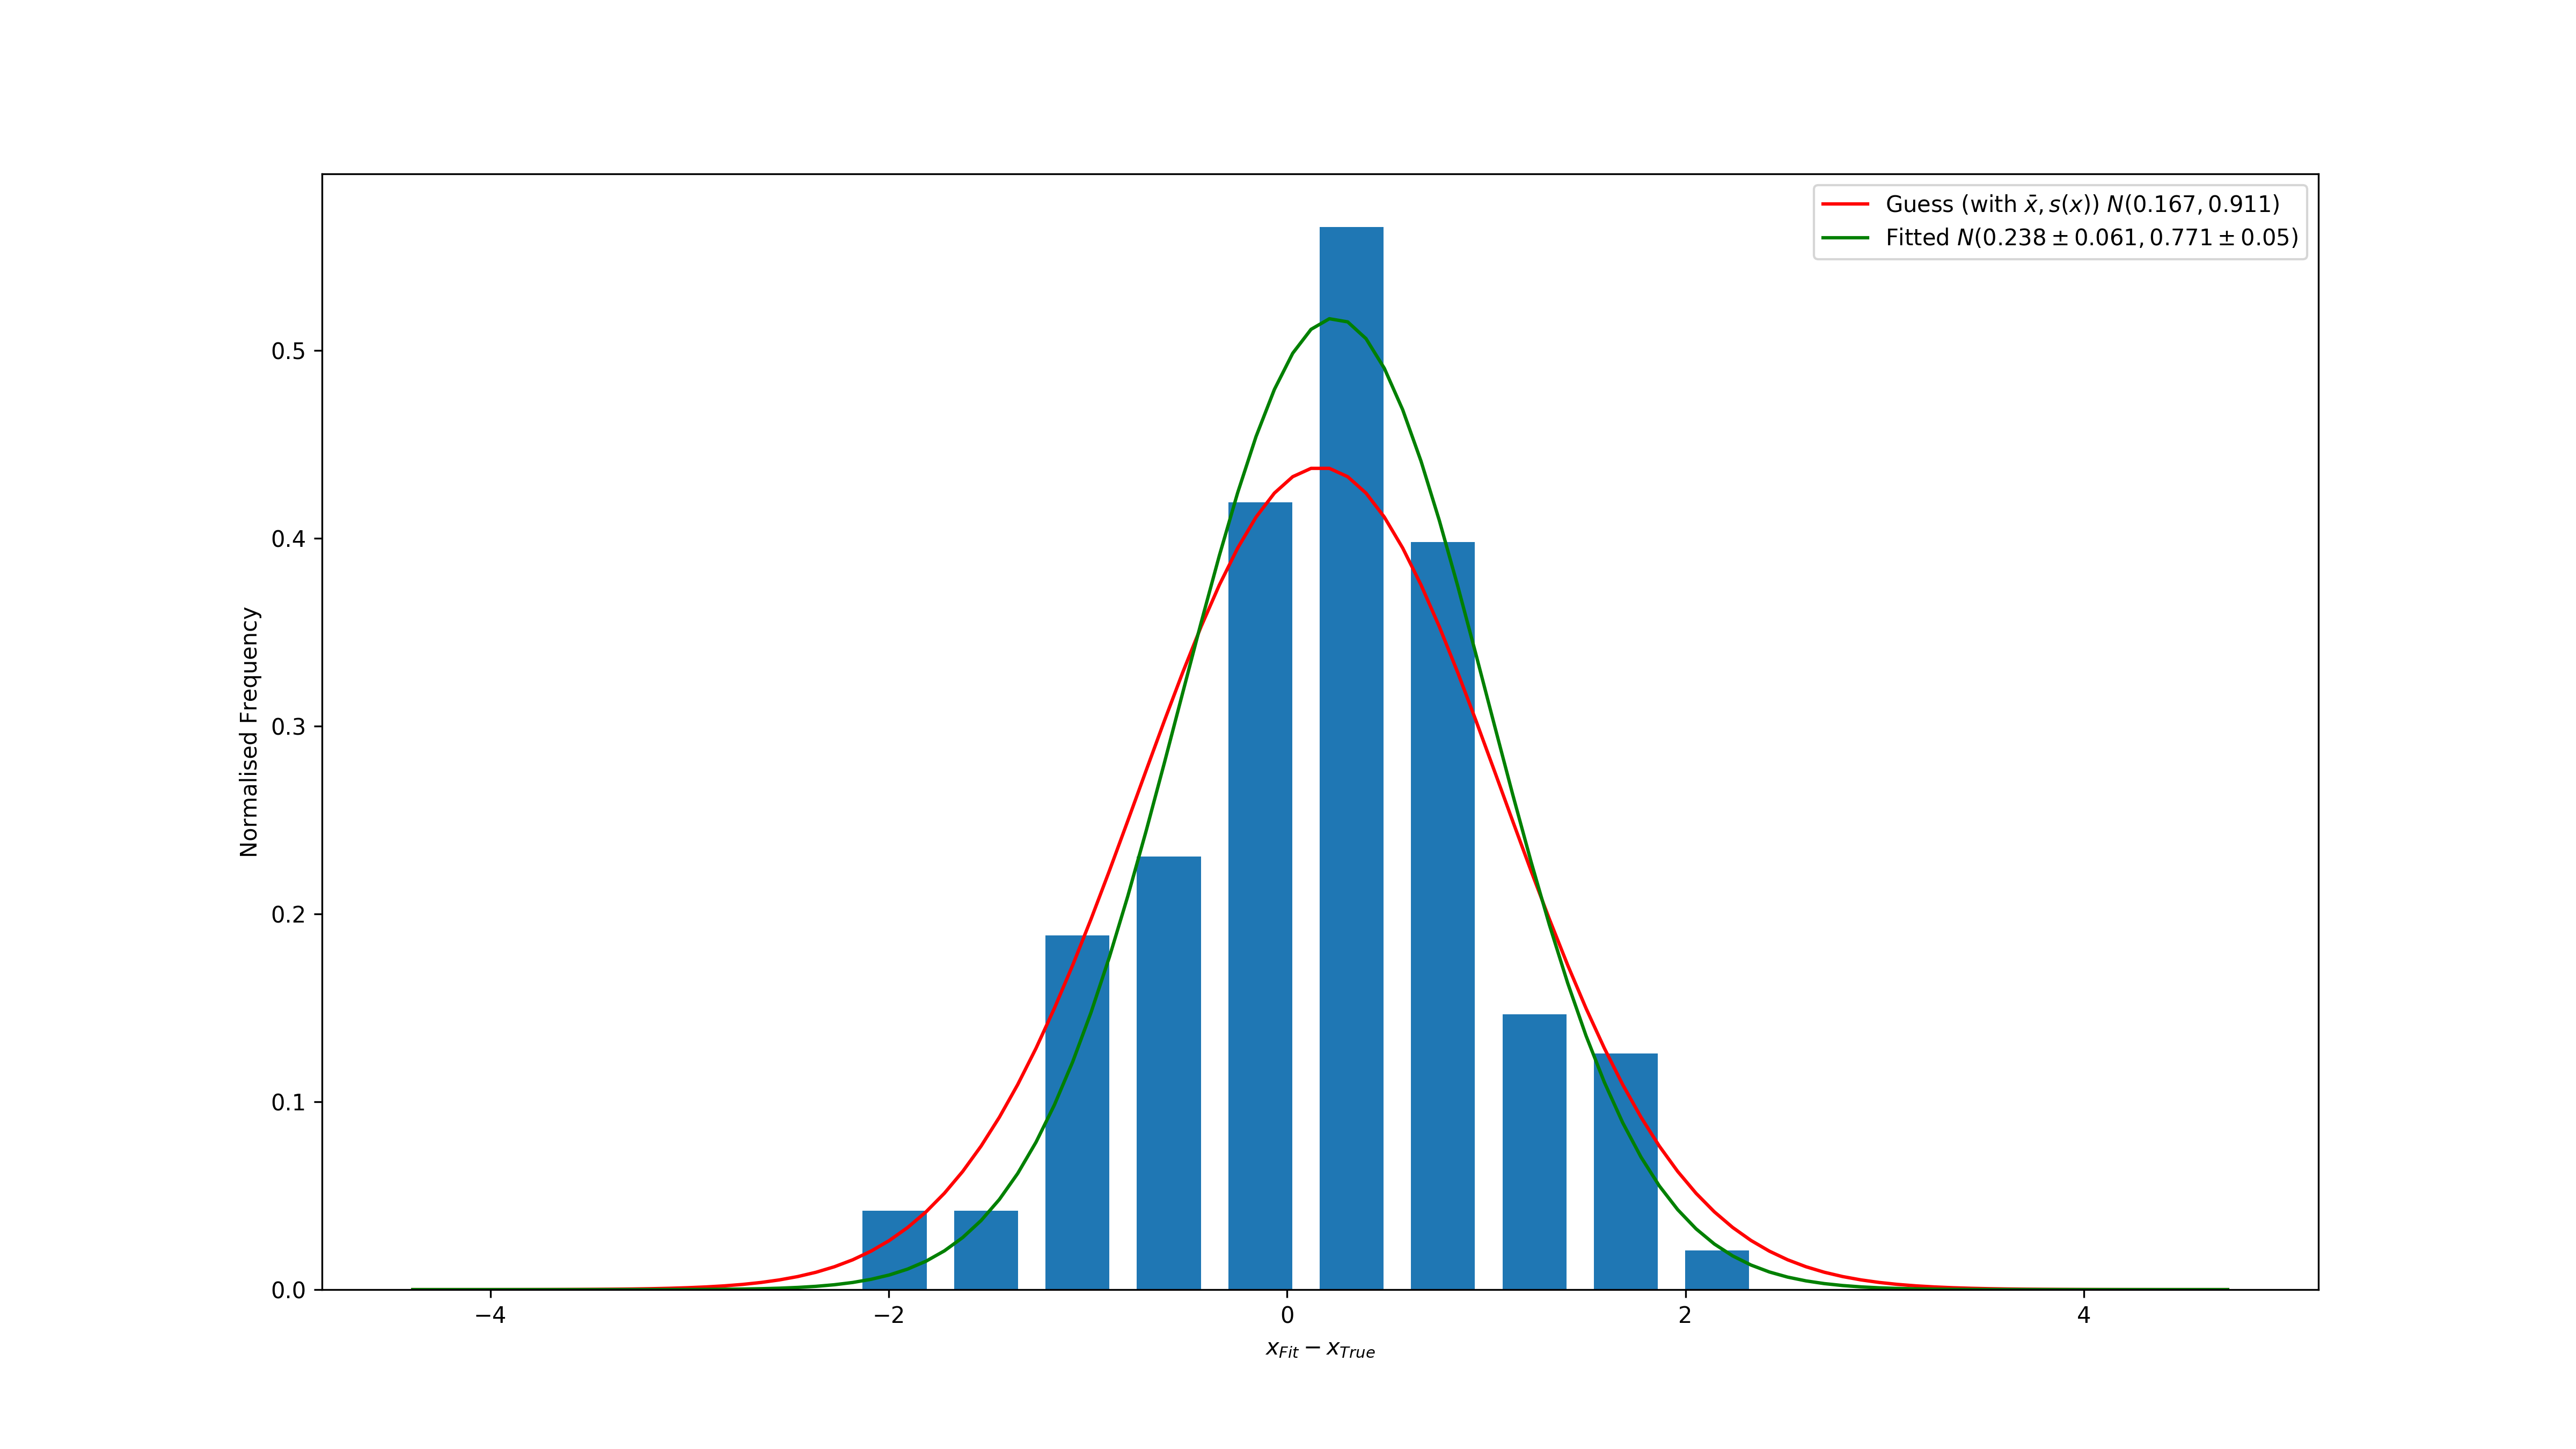 Guess (with x̄, s(x)) N(0.167, 0.911)
Fitted N(0.238 ± 0.061, 0.771 ± 0.05)
Normalised Frequency
0.5
0.4
0.3
0.2
0.1
0.0
−4 −2 0 2 4
x_Fit − x_True